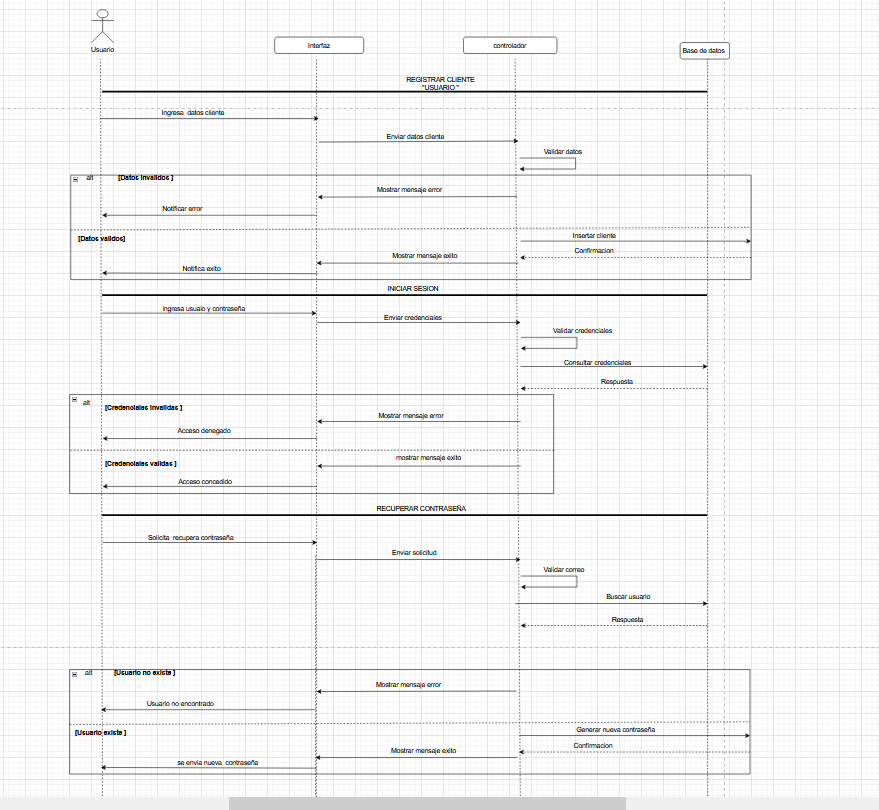 Usuario
Interfaz
controlador
Base de datos
REGISTRAR CLIENTE
"USUARIO "
Ingresa datos cliente
Enviar datos cliente
Validar datos
alt
[Datos invalidos ]
Mostrar mensaje error
Notificar error
[Datos validos]
Insertar cliente
Confirmacion
Mostrar mensaje exito
Notifica exito
INICIAR SESION
ingresa usuaio y contraseña
Enviar credenciales
Validar credenciales
Consultar credenciales
Respuesta
alt
[Credenciales invalidas ]
Mostrar mensaje error
Acceso denegado
[Credenciales validas ]
mostrar mensaje exito
Acceso concedido
RECUPERAR CONTRASEÑA
Solicita recupera contraseña
Enviar solicitud
Validar correo
Buscar usuario
Respuesta
alt
[Usuario no existe ]
Mostrar mensaje error
Usuario no encontrado
[Usuario existe ]
Generar nueva contraseña
Confirmacion
Mostrar mensaje exito
se envia nueva contraseña